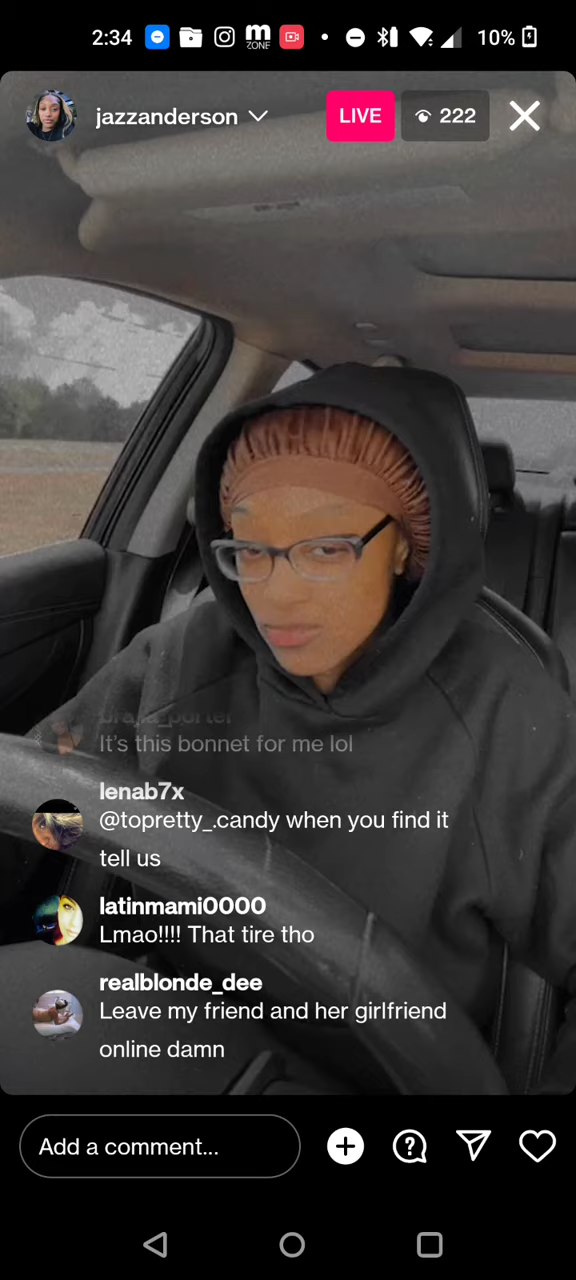 2:34
m
ZONE
10%
jazzanderson
LIVE
222
It's this bonnet for me lol
lenab7x
@topretty_.candy when you find it
tell us
latinmami0000
Lmao!!!! That tire tho
realblonde_dee
Leave my friend and her girlfriend
online damn
Add a comment...